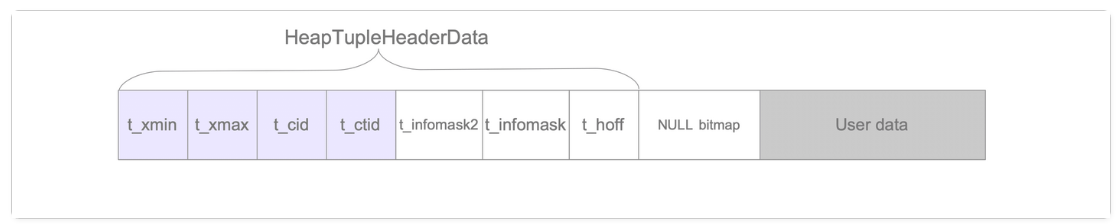 HeapTupleHeaderData
t_xmin t_xmax t_cid t_ctid t_infomask2 t_infomask t_hoff NULL bitmap User data